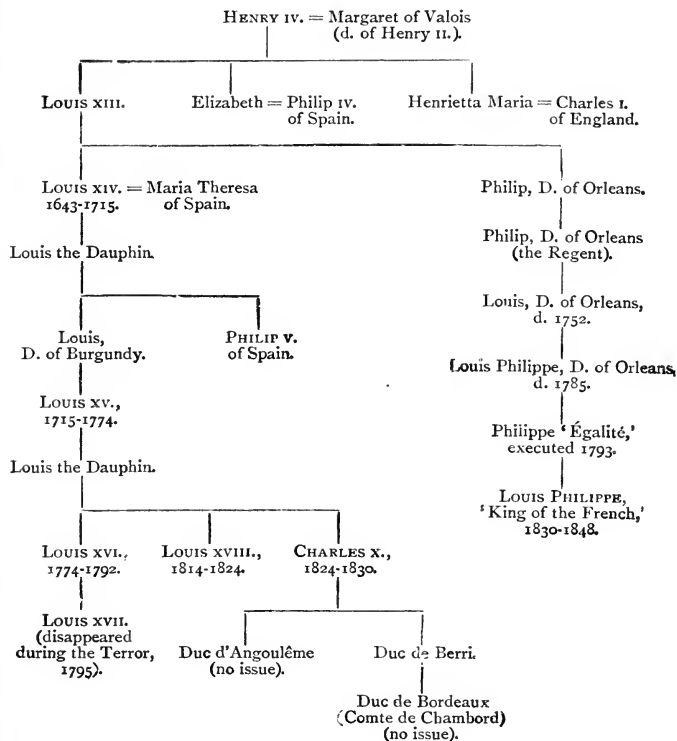 HENRY IV. = Margaret of Valois
(d. of Henry II.).
LOUIS XIII.
Elizabeth = Philip IV.
of Spain.
Henrietta Maria = Charles I.
of England.
LOUIS XIV. = Maria Theresa
1643-1715. of Spain.
Philip, D. of Orleans.
Louis the Dauphin.
Philip, D. of Orleans
(the Regent).
Louis,
D. of Burgundy.
PHILIP V.
of Spain.
Louis, D. of Orleans,
d. 1752.
LOUIS XV.,
1715-1774.
Louis Philippe, D. of Orleans,
d. 1785.
Louis the Dauphin.
Philippe ‘Égalité,’
executed 1793.
LOUIS PHILIPPE,
‘King of the French,’
1830-1848.
LOUIS XVI.,
1774-1792.
LOUIS XVIII.,
1814-1824.
CHARLES X.,
1824-1830.
LOUIS XVII.
(disappeared
during the Terror,
1795).
Duc d'Angoulême
(no issue).
Duc de Berri.
Duc de Bordeaux
(Comte de Chambord)
(no issue).